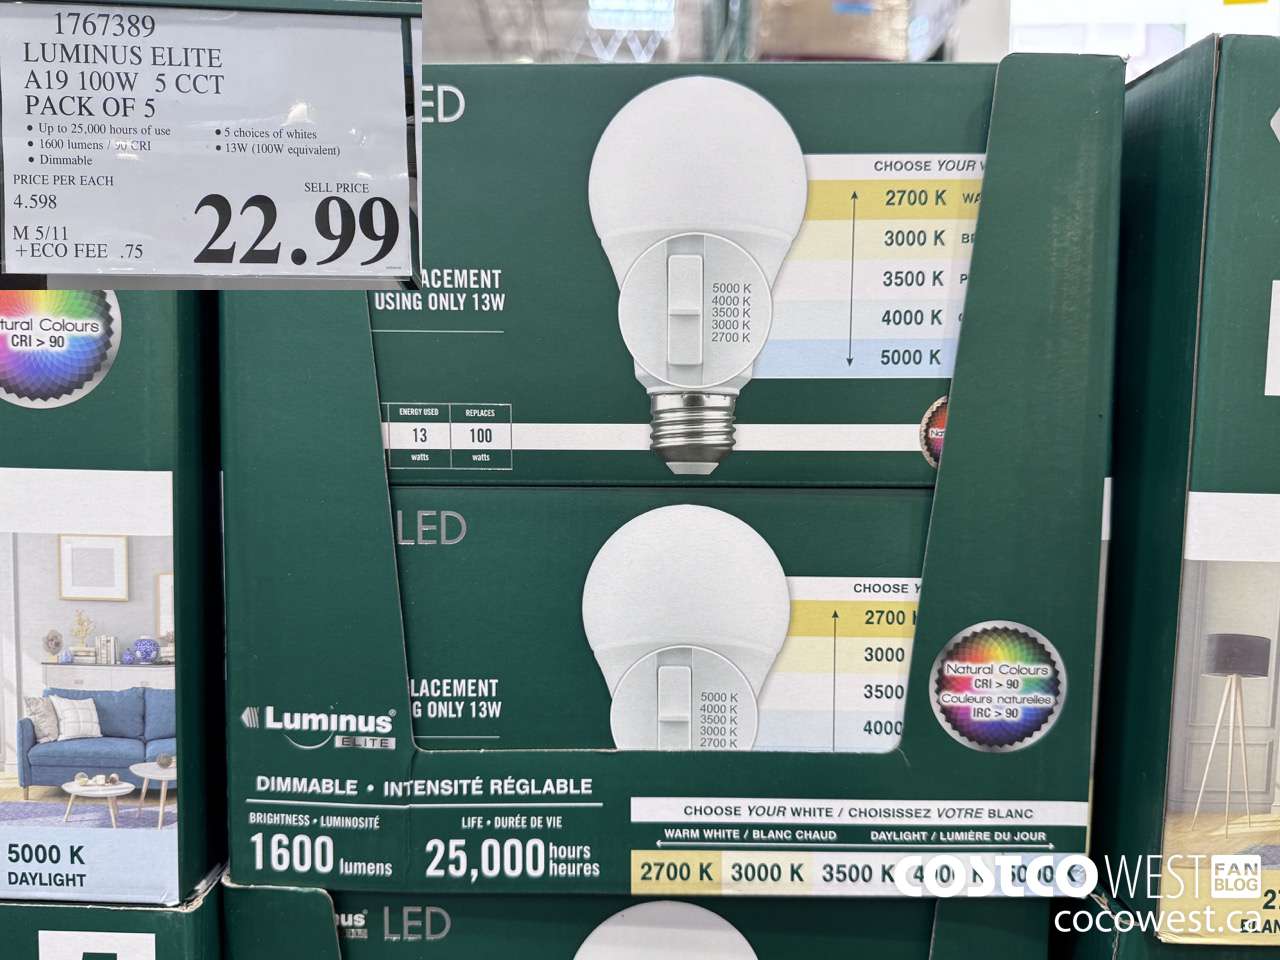 1767389
LUMINUS ELITE
A19 100W 5 CCT
PACK OF 5
• Up to 25,000 hours of use
• 1600 lumens / 90 CRI
• Dimmable
• 5 choices of whites
• 13W (100W equivalent)
PRICE PER EACH
4.598
SELL PRICE
22.99
M 5/11
+ECO FEE .75
ED
ACEMENT
USING ONLY 13W
CHOOSE YOUR
2700 K
3000 K
3500 K
4000 K
5000 K
5000 K
4000 K
3500 K
3000 K
2700 K
ENERGY USED
13
watts
REPLACES
100
watts
tural Colours
CRI > 90
LED
LACEMENT
G ONLY 13W
CHOOSE
2700
3000
3500
4000
5000 K
4000 K
3500 K
3000 K
2700 K
Natural Colours
CRI > 90
Couleurs naturelles
IRC > 90
Luminus®
ELITE
DIMMABLE • INTENSITÉ RÉGLABLE
BRIGHTNESS • LUMINOSITÉ
1600 lumens
LIFE • DURÉE DE VIE
25,000 hours
heures
CHOOSE YOUR WHITE / CHOISISSEZ VOTRE BLANC
WARM WHITE / BLANC CHAUD
DAYLIGHT / LUMIÈRE DU JOUR
2700 K 3000 K 3500 K 4000 K 5000 K
5000 K
DAYLIGHT
LED
COSTCO WEST FAN BLOG
cocowest.ca